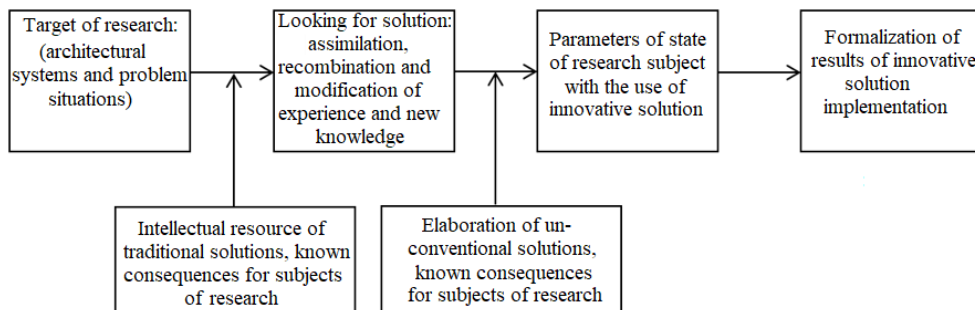 Target of research:
(architectural
systems and problem
situations)
Looking for solution:
assimilation,
recombination and
modification of
experience and new
knowledge
Parameters of state
of research subject
with the use of
innovative solution
Formalization of
results of innovative
solution
implementation
Intellectual resource of
traditional solutions, known
consequences for subjects
of research
Elaboration of un-
conventional solutions,
known consequences
for subjects of research